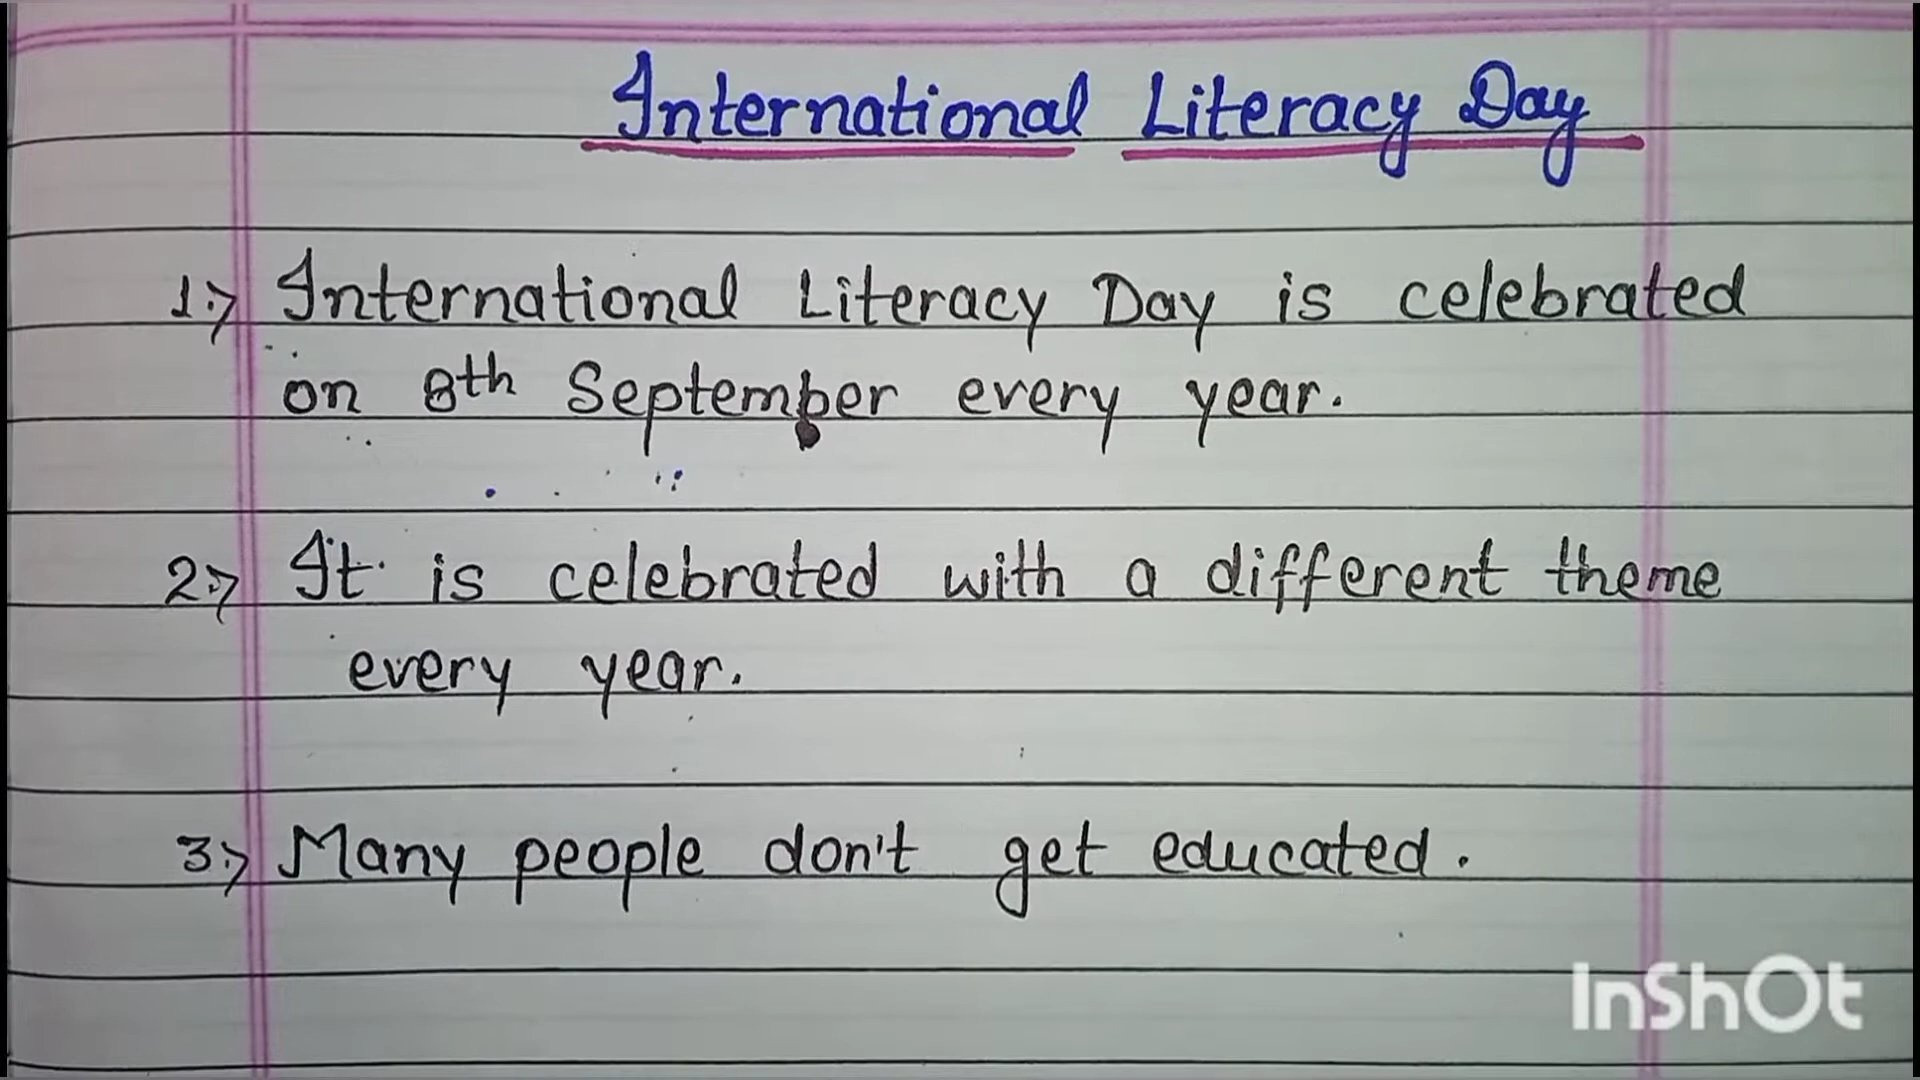 International Literacy Day
1:> International Literacy Day is celebrated
on 8th September every year.
2:> It is celebrated with a different theme
every year.
3:> Many people don't get educated.
InShOt